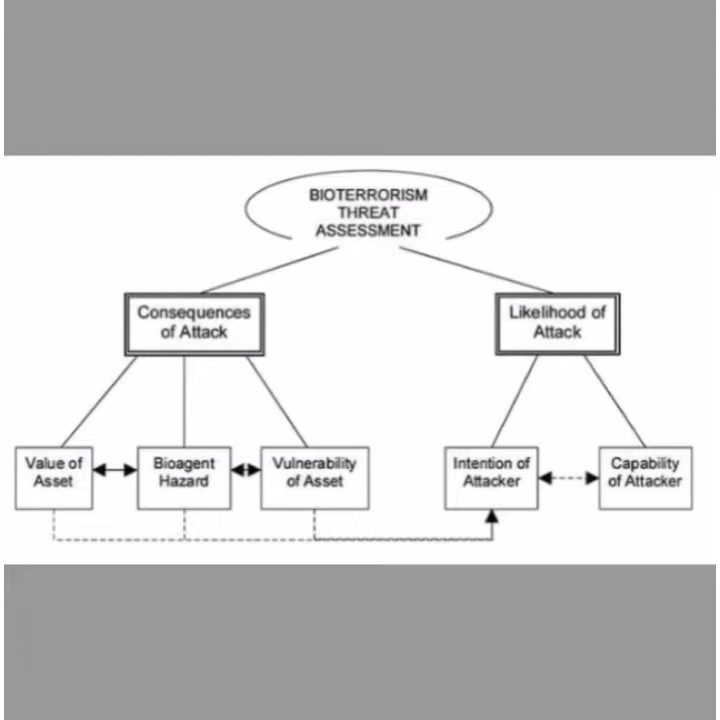 BIOTERRORISM
THREAT
ASSESSMENT
Consequences
of Attack
Likelihood of
Attack
Value of
Asset
Bioagent
Hazard
Vulnerability
of Asset
Intention of
Attacker
Capability
of Attacker